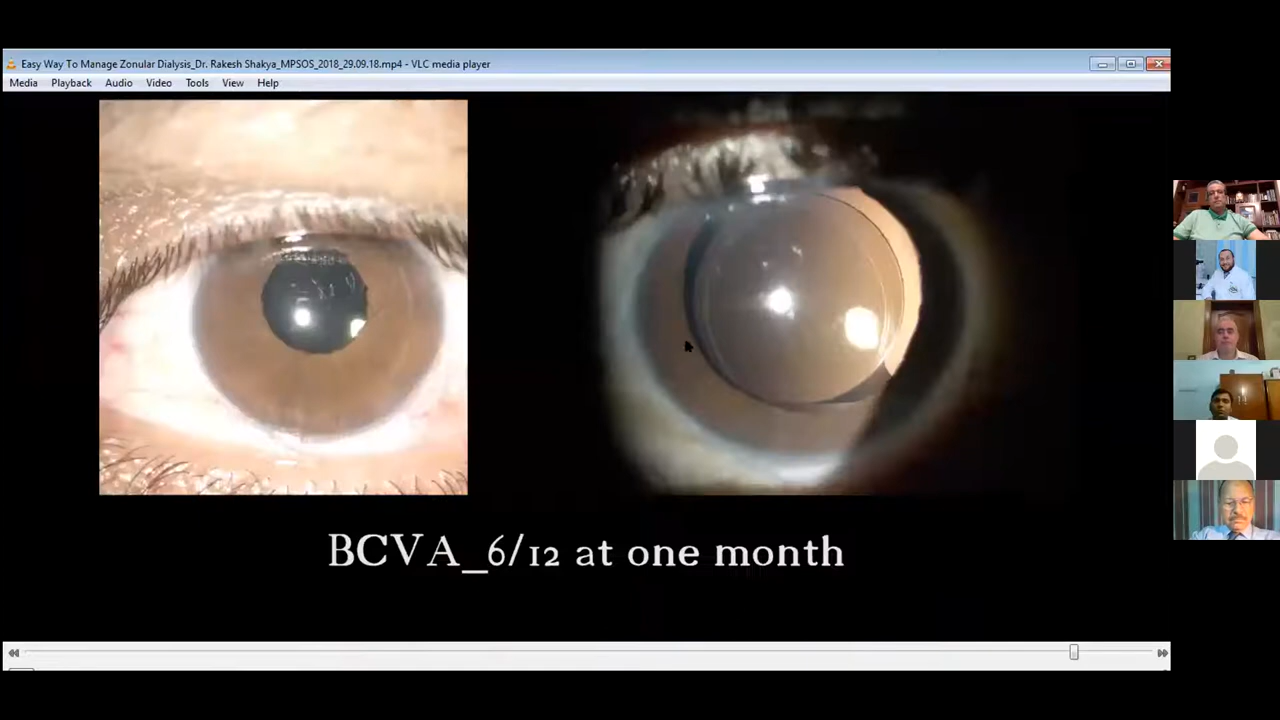 Easy Way To Manage Zonular Dialysis_Dr. Rakesh Shakya_MPSOS_2018_29.09.18.mp4 - VLC media player
Media Playback Audio Video Tools View Help
BCVA_6/12 at one month